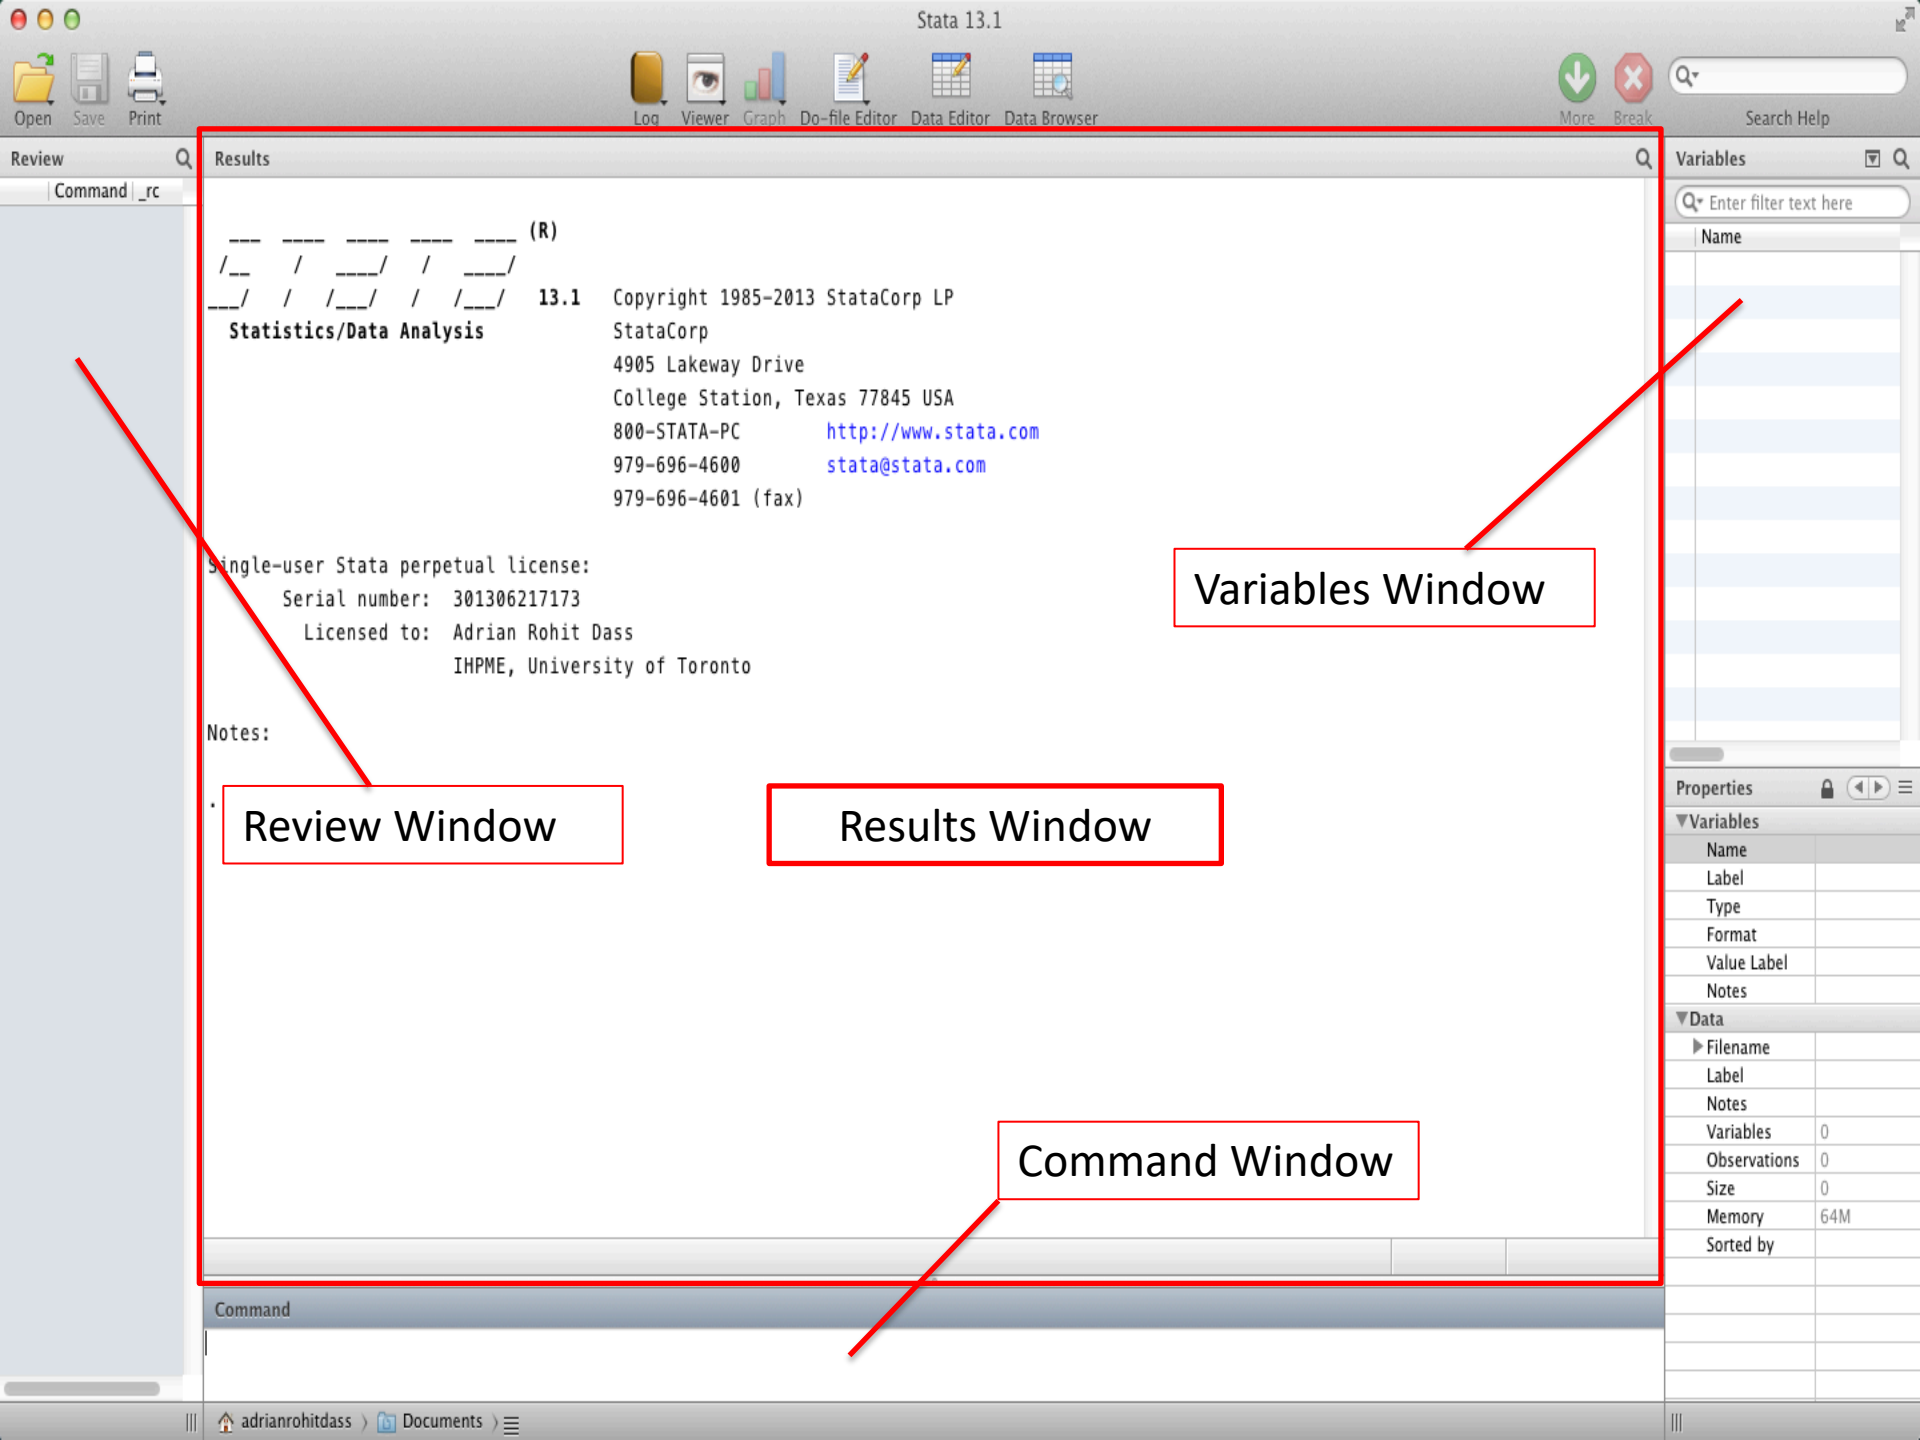 Stata 13.1
Open Save Print Log Viewer Graph Do-file Editor Data Editor Data Browser More Break Search Help
Review
Command _rc
Results
(R)
13.1 Copyright 1985-2013 StataCorp LP
Statistics/Data Analysis StataCorp
4905 Lakeway Drive
College Station, Texas 77845 USA
800-STATA-PC http://www.stata.com
979-696-4600 stata@stata.com
979-696-4601 (fax)
Single-user Stata perpetual license:
Serial number: 301306217173
Licensed to: Adrian Rohit Dass
IHPME, University of Toronto
Notes:
.
Review Window
Results Window
Variables Window
Command Window
Command
adrianrohitdass
Documents
Variables
Enter filter text here
Name
Properties
Variables
Name
Label
Type
Format
Value Label
Notes
Data
Filename
Label
Notes
Variables 0
Observations 0
Size 0
Memory 64M
Sorted by